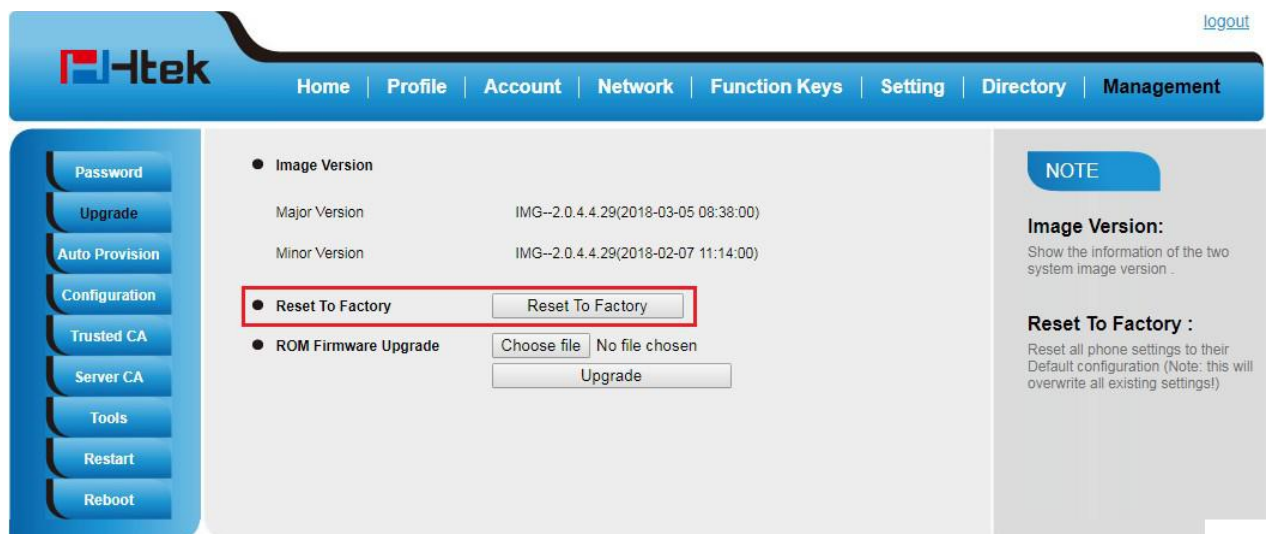 logout
Htek
Home | Profile | Account | Network | Function Keys | Setting | Directory | Management
Password
Upgrade
Auto Provision
Configuration
Trusted CA
Server CA
Tools
Restart
Reboot
Image Version
Major Version IMG--2.0.4.4.29(2018-03-05 08:38:00)
Minor Version IMG--2.0.4.4.29(2018-02-07 11:14:00)
Reset To Factory Reset To Factory
ROM Firmware Upgrade Choose file No file chosen
Upgrade
NOTE
Image Version:
Show the information of the two
system image version .
Reset To Factory :
Reset all phone settings to their
Default configuration (Note: this will
overwrite all existing settings!)